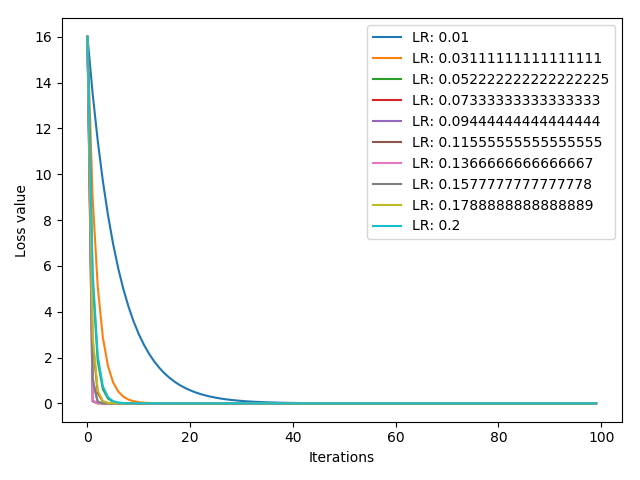 16
14
12
10
8
6
4
2
0
Loss value
0
20
40
60
80
100
Iterations
LR: 0.01
LR: 0.03111111111111111
LR: 0.052222222222222225
LR: 0.07333333333333333
LR: 0.09444444444444444
LR: 0.11555555555555555
LR: 0.1366666666666667
LR: 0.1577777777777778
LR: 0.1788888888888889
LR: 0.2